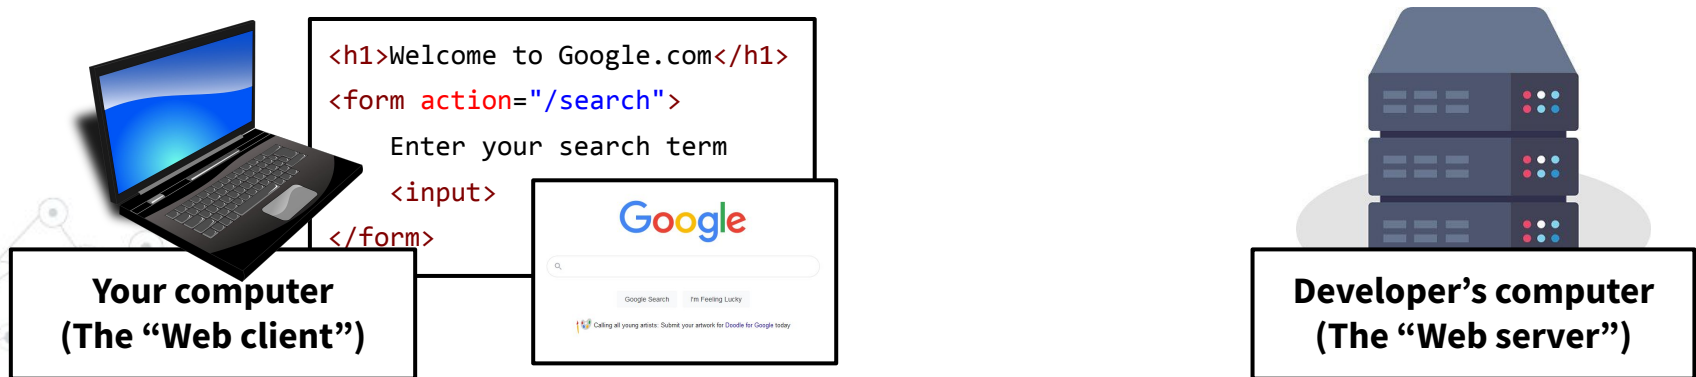 <h1>Welcome to Google.com</h1>
<form action="/search">
Enter your search term
<input>
</form>
Google
Google Search I'm Feeling Lucky
Calling all young artists: Submit your artwork for Doodle for Google today
Your computer
(The “Web client”)
Developer’s computer
(The “Web server”)